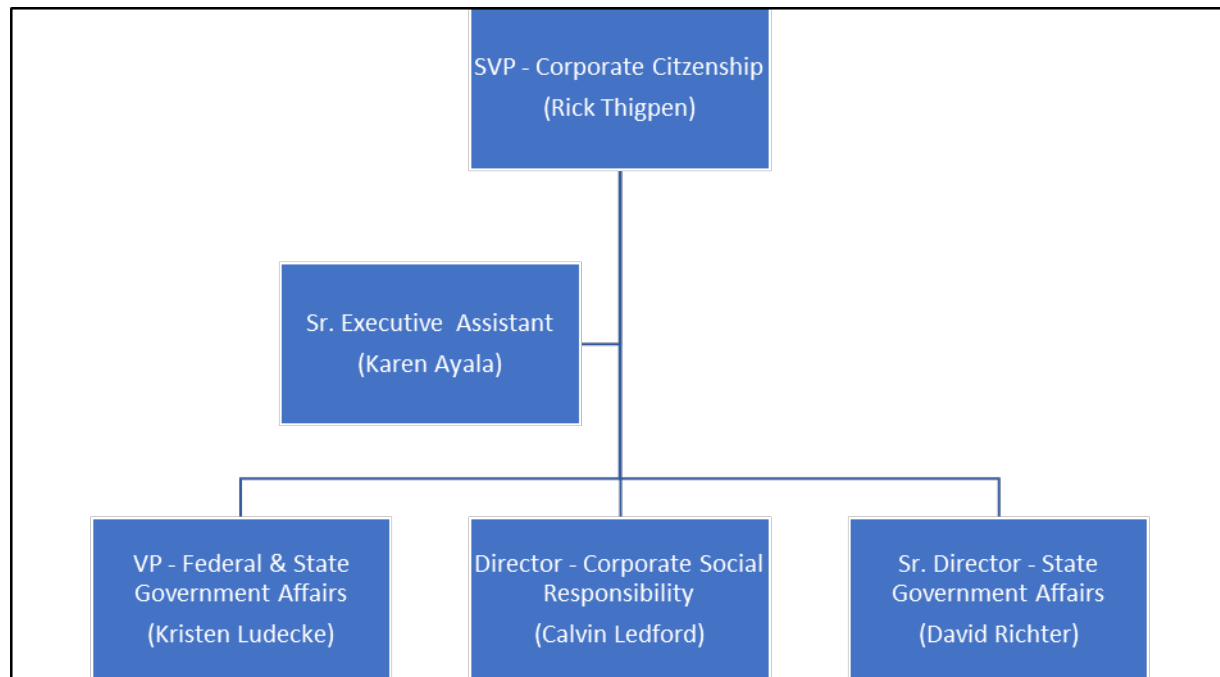 SVP - Corporate Citzenship
(Rick Thigpen)
Sr. Executive Assistant
(Karen Ayala)
VP - Federal & State
Government Affairs
(Kristen Ludecke)
Director - Corporate Social
Responsibility
(Calvin Ledford)
Sr. Director - State
Government Affairs
(David Richter)